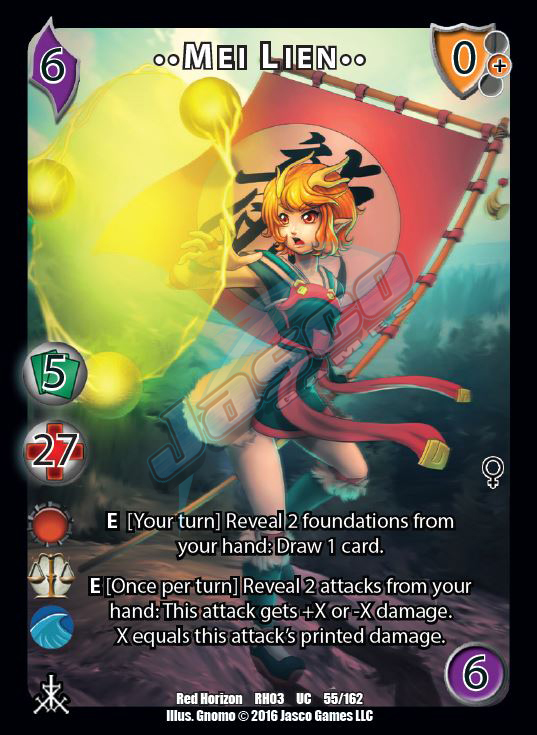 6
••MEI LIEN••
0
+
5
27
E [Your turn] Reveal 2 foundations from
your hand: Draw 1 card.
E [Once per turn] Reveal 2 attacks from your
hand: This attack gets +X or -X damage.
X equals this attack's printed damage.
6
Red Horizon RH03 UC 55/162
Illus. Gnomo © 2016 Jasco Games LLC
Jasco